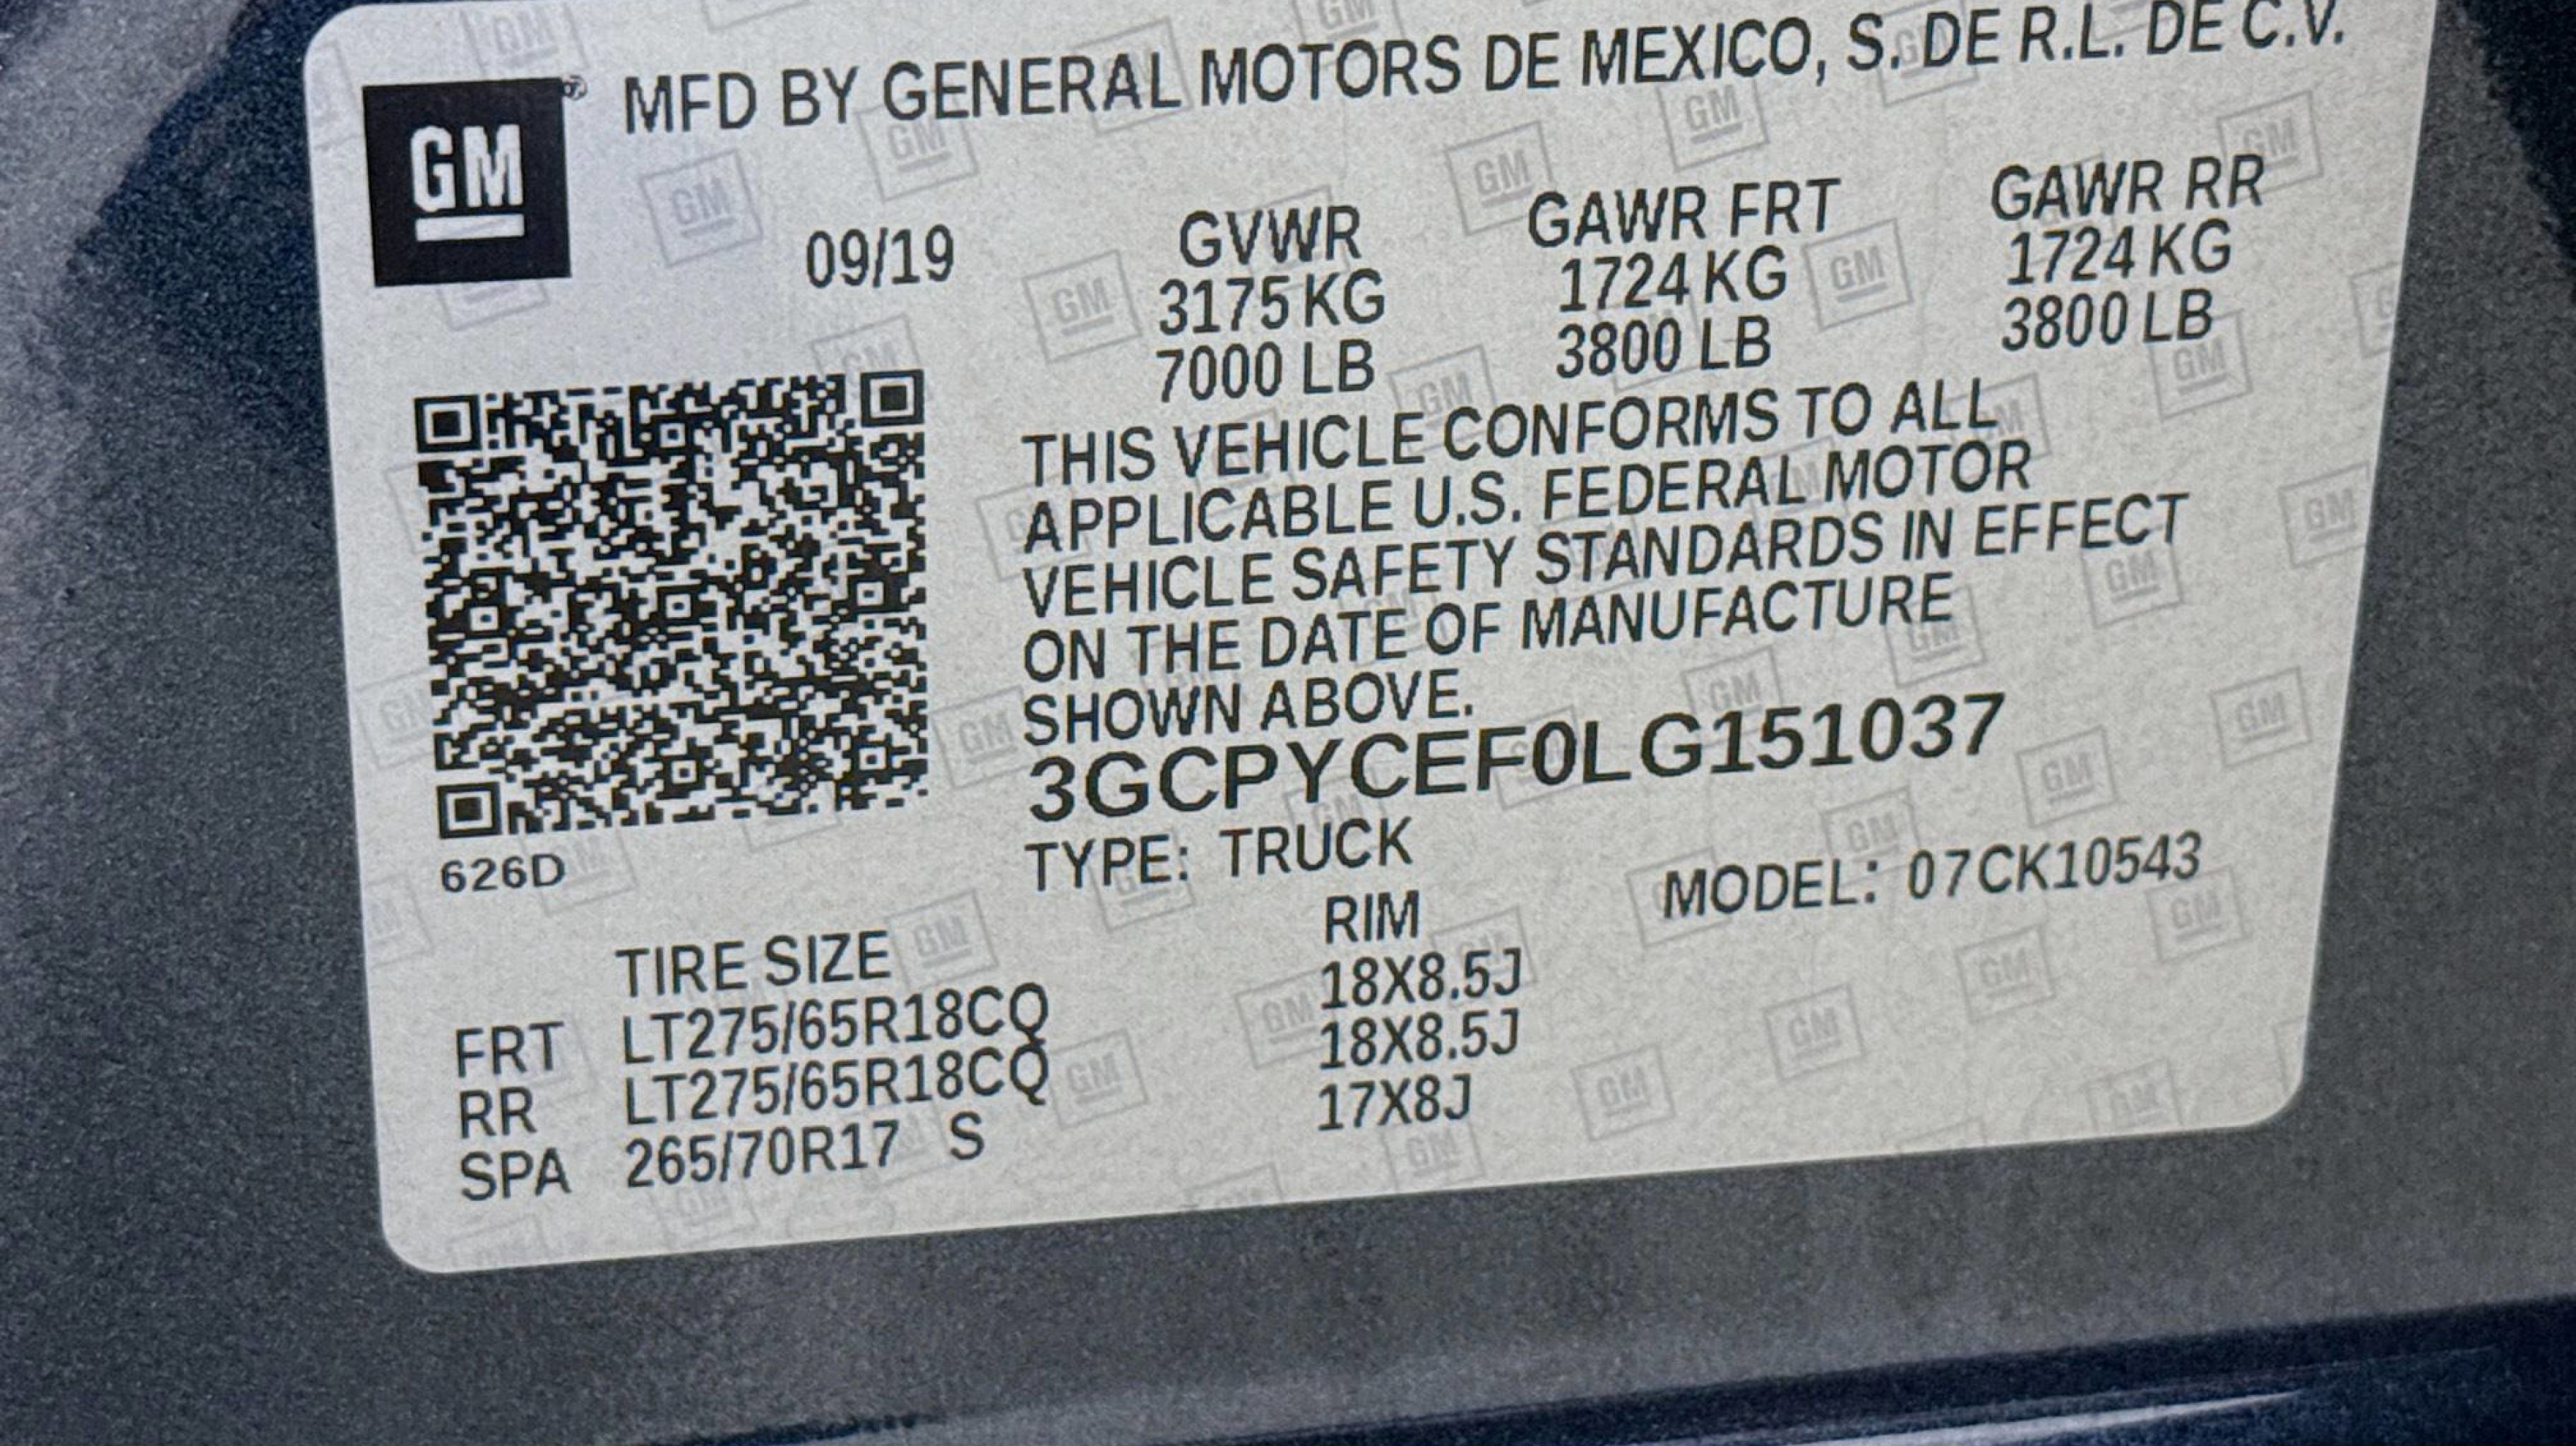 MFD BY GENERAL MOTORS DE MEXICO, S. DE R.L. DE C.V.
GM
09/19
GVWR GAWR FRT GAWR RR
3175 KG 1724 KG 1724 KG
7000 LB 3800 LB 3800 LB
THIS VEHICLE CONFORMS TO ALL
APPLICABLE U.S. FEDERAL MOTOR
VEHICLE SAFETY STANDARDS IN EFFECT
ON THE DATE OF MANUFACTURE
SHOWN ABOVE.
3GCPYCEF0LG151037
626D
TYPE: TRUCK MODEL: 07CK10543
TIRE SIZE RIM
FRT LT275/65R18CQ 18X8.5J
RR LT275/65R18CQ 18X8.5J
SPA 265/70R17 S 17X8J